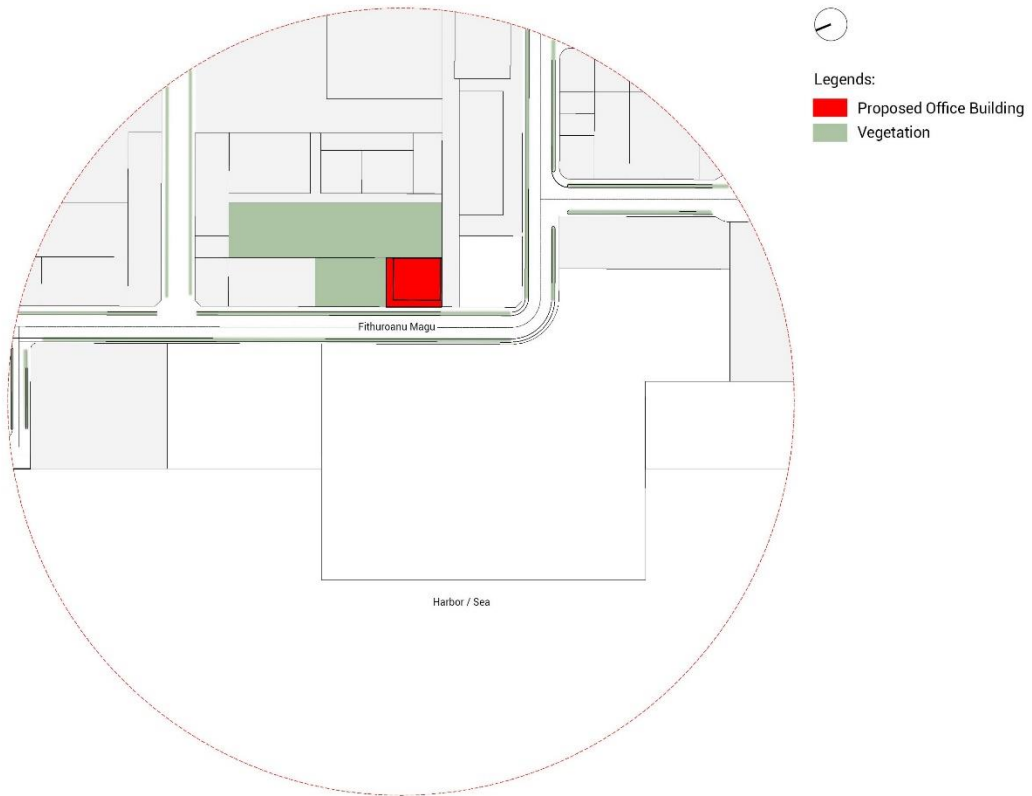 Legends:
Proposed Office Building
Vegetation
Fithuroanu Magu
Harbor / Sea